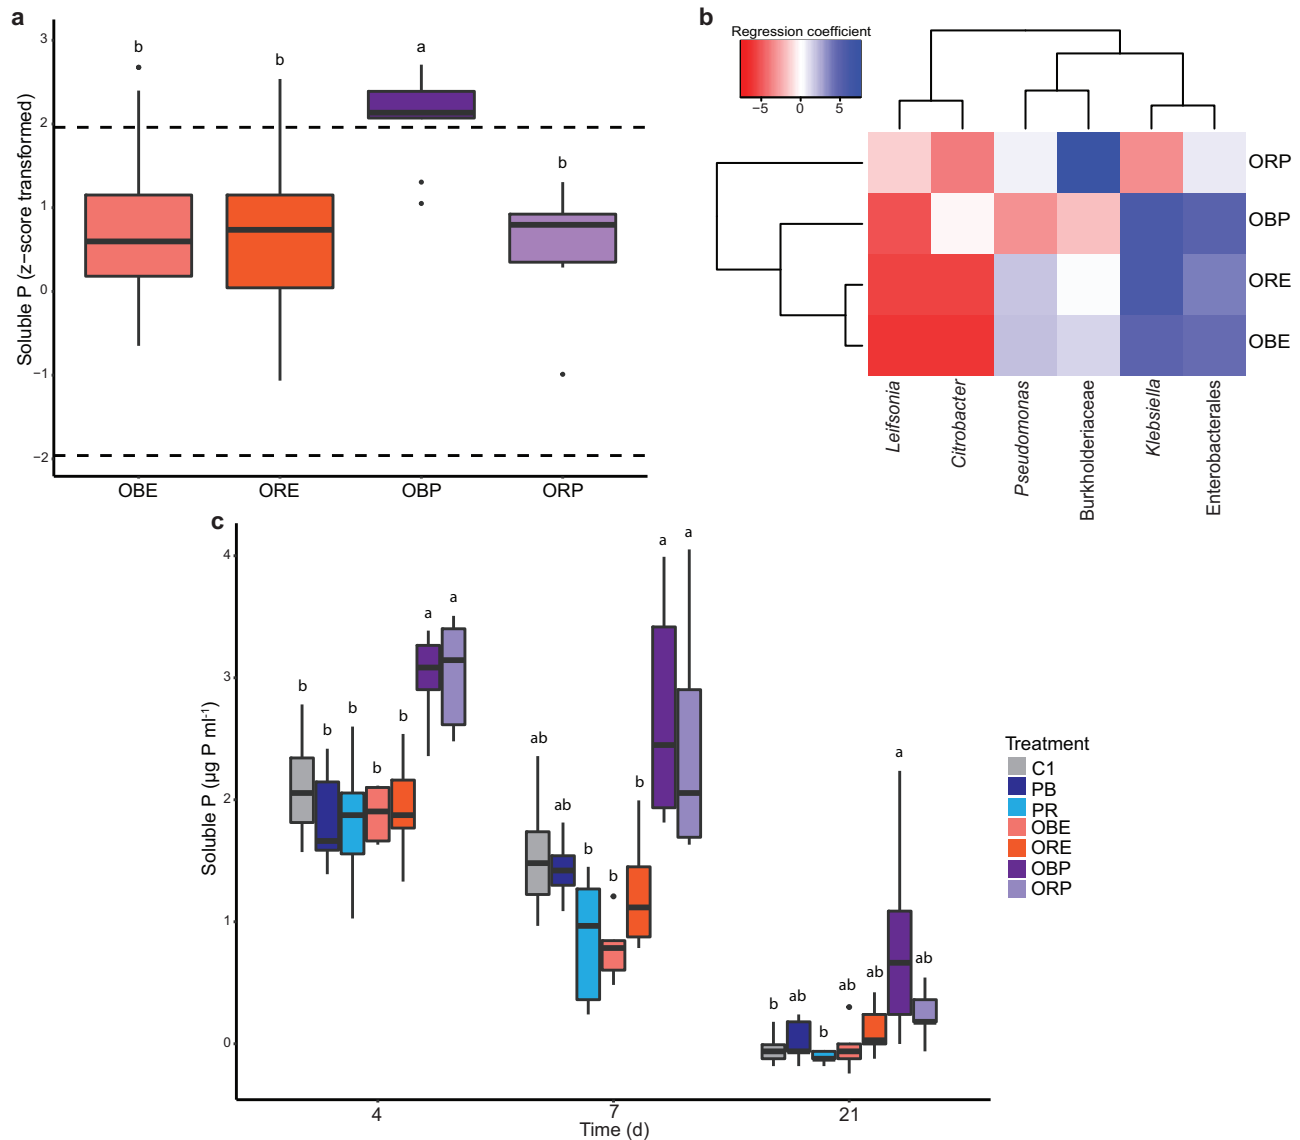 a
Soluble P (z−score transformed)
3
2
1
0
−1
−2
b
b
a
b
OBE ORE OBP ORP
b
Regression coefficient
−5 0 5
ORP
OBP
ORE
OBE
Leifsonia
Citrobacter
Pseudomonas
Burkholderiaceae
Klebsiella
Enterobacterales
c
Soluble P (µg P ml-1)
4
3
2
1
0
b b b b b a a
ab ab b b b a a
b ab b ab ab a ab
4 7 21
Time (d)
Treatment
C1
PB
PR
OBE
ORE
OBP
ORP